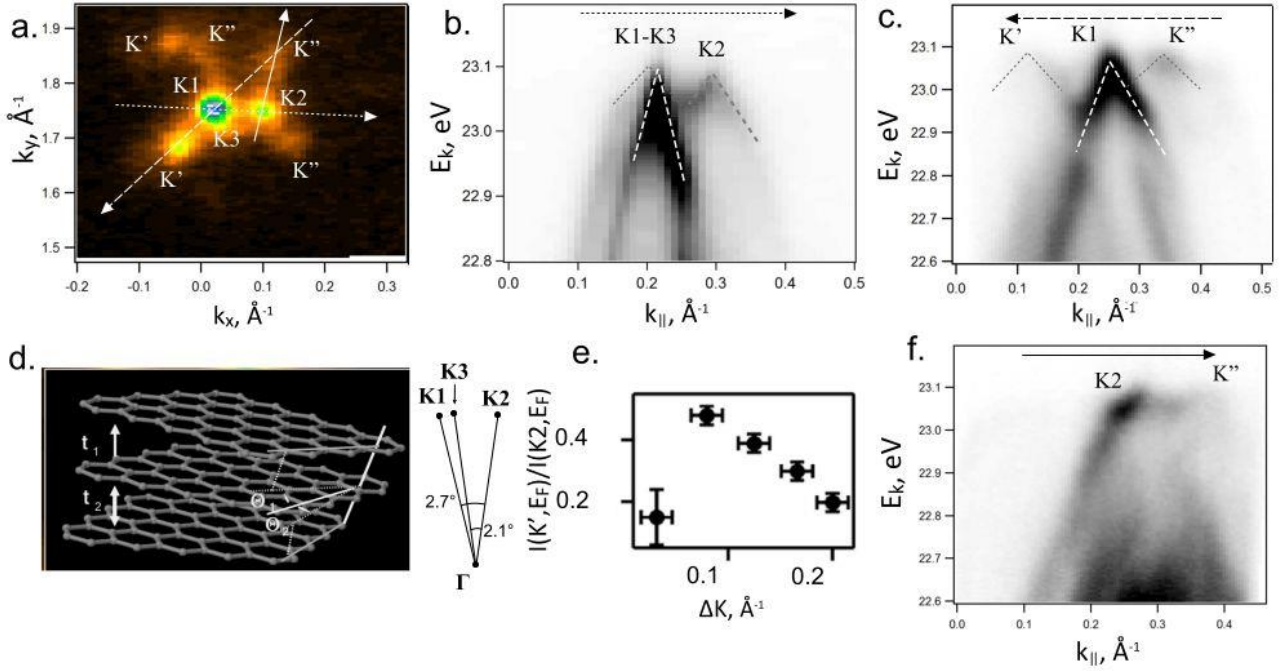 a.
1.9
1.8
1.7
1.6
1.5
-0.2
-0.1
0.0
0.1
0.2
0.3
kₓ, Å⁻¹
k_y, Å⁻¹
K'
K"
K"
K1
K2
K3
K'
K"
b.
K1-K3
K2
23.1
23.0
22.9
22.8
0.0
0.1
0.2
0.3
0.4
0.5
k||, Å⁻¹
Eₖ, eV
c.
K'
K1
K"
23.1
23.0
22.9
22.8
22.7
22.6
0.0
0.1
0.2
0.3
0.4
0.5
k||, Å⁻¹
Eₖ, eV
d.
t₁
t₂
Θ
Θ₂
K3
K1
K2
2.7°
2.1°
Γ
e.
I(K',E_F)/I(K2,E_F)
0.4
0.2
0.1
0.2
ΔK, Å⁻¹
f.
K2
K"
23.1
23.0
22.9
22.8
22.7
22.6
0.0
0.1
0.2
0.3
0.4
k||, Å⁻¹
Eₖ, eV